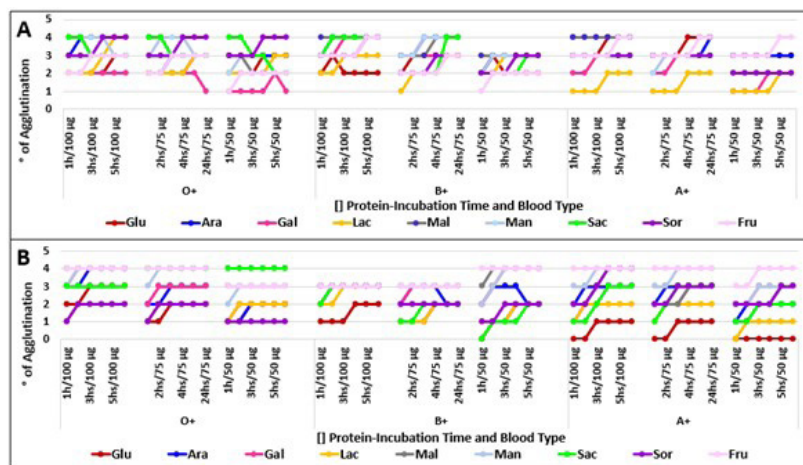 A
° of Agglutination
5
4
3
2
1
0
1h/100 µg
3hs/100 µg
5hs/100 µg
2hs/75 µg
4hs/75 µg
24hs/75 µg
1h/50 µg
3hs/50 µg
5hs/50 µg
1h/100 µg
3hs/100 µg
5hs/100 µg
2hs/75 µg
4hs/75 µg
24hs/75 µg
1h/50 µg
3hs/50 µg
5hs/50 µg
1h/100 µg
3hs/100 µg
5hs/100 µg
2hs/75 µg
4hs/75 µg
24hs/75 µg
1h/50 µg
3hs/50 µg
5hs/50 µg
O+ B+ A+
[] Protein-Incubation Time and Blood Type
Glu Ara Gal Lac Mal Man Sac Sor Fru
B
° of Agglutination
5
4
3
2
1
0
1h/100 µg
3hs/100 µg
5hs/100 µg
2hs/75 µg
4hs/75 µg
24hs/75 µg
1h/50 µg
3hs/50 µg
5hs/50 µg
1h/100 µg
3hs/100 µg
5hs/100 µg
2hs/75 µg
4hs/75 µg
24hs/75 µg
1h/50 µg
3hs/50 µg
5hs/50 µg
1h/100 µg
3hs/100 µg
5hs/100 µg
2hs/75 µg
4hs/75 µg
24hs/75 µg
1h/50 µg
3hs/50 µg
5hs/50 µg
O+ B+ A+
[] Protein-Incubation Time and Blood Type
Glu Ara Gal Lac Mal Man Sac Sor Fru